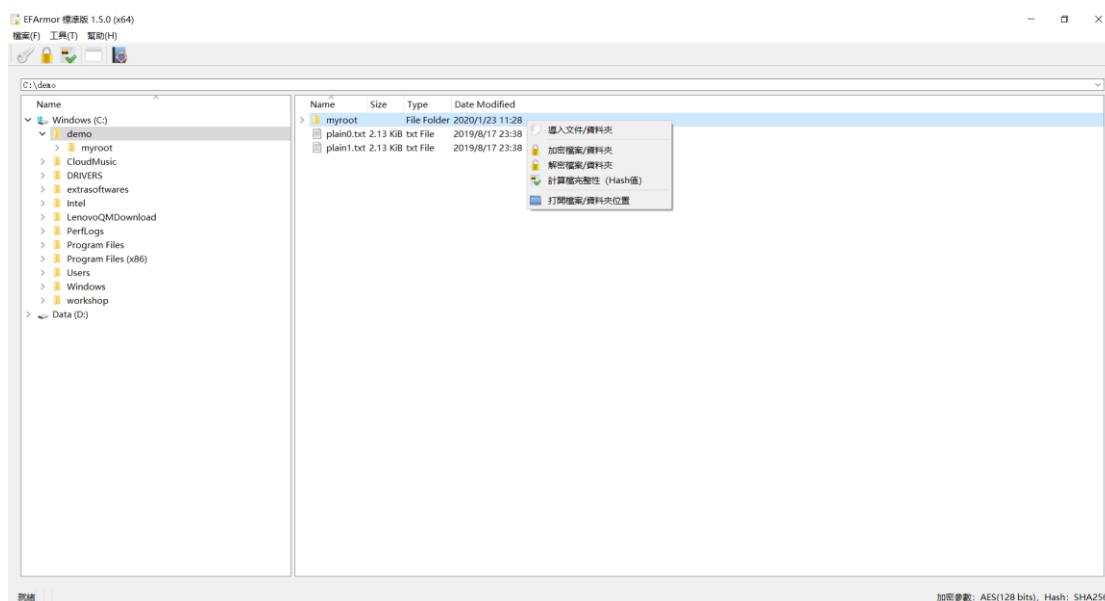 EFArmor 標準版 1.5.0 (x64)
檔案(F) 工具(T) 幫助(H)
C:\demo
Name
Windows (C:)
demo
myroot
CloudMusic
DRIVERS
extrasoftwares
Intel
LenovoQMDownload
PerfLogs
Program Files
Program Files (x86)
Users
Windows
workshop
Data (D:)
Name Size Type Date Modified
myroot File Folder 2020/1/23 11:28
plain0.txt 2.13 KiB txt File 2019/8/17 23:38
plain1.txt 2.13 KiB txt File 2019/8/17 23:38
導入文件/資料夾
加密檔案/資料夾
解密檔案/資料夾
計算檔完整性（Hash值）
打開檔案/資料夾位置
就緒
加密參數: AES(128 bits), Hash: SHA256